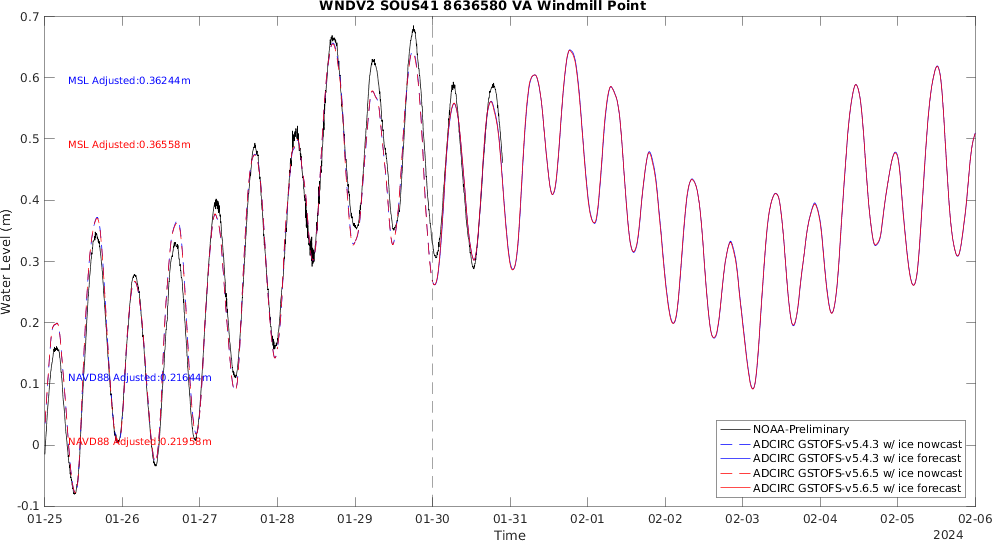 WNDV2 SOUS41 8636580 VA Windmill Point
0.7
0.6
0.5
0.4
0.3
0.2
0.1
0
-0.1
Water Level (m)
MSL Adjusted:0.36244m
MSL Adjusted:0.36558m
NAVD88 Adjusted:0.21644m
NAVD88 Adjusted:0.21958m
NOAA-Preliminary
ADCIRC GSTOFS-v5.4.3 w/ ice nowcast
ADCIRC GSTOFS-v5.4.3 w/ ice forecast
ADCIRC GSTOFS-v5.6.5 w/ ice nowcast
ADCIRC GSTOFS-v5.6.5 w/ ice forecast
01-25 01-26 01-27 01-28 01-29 01-30 01-31 02-01 02-02 02-03 02-04 02-05 02-06
Time
2024